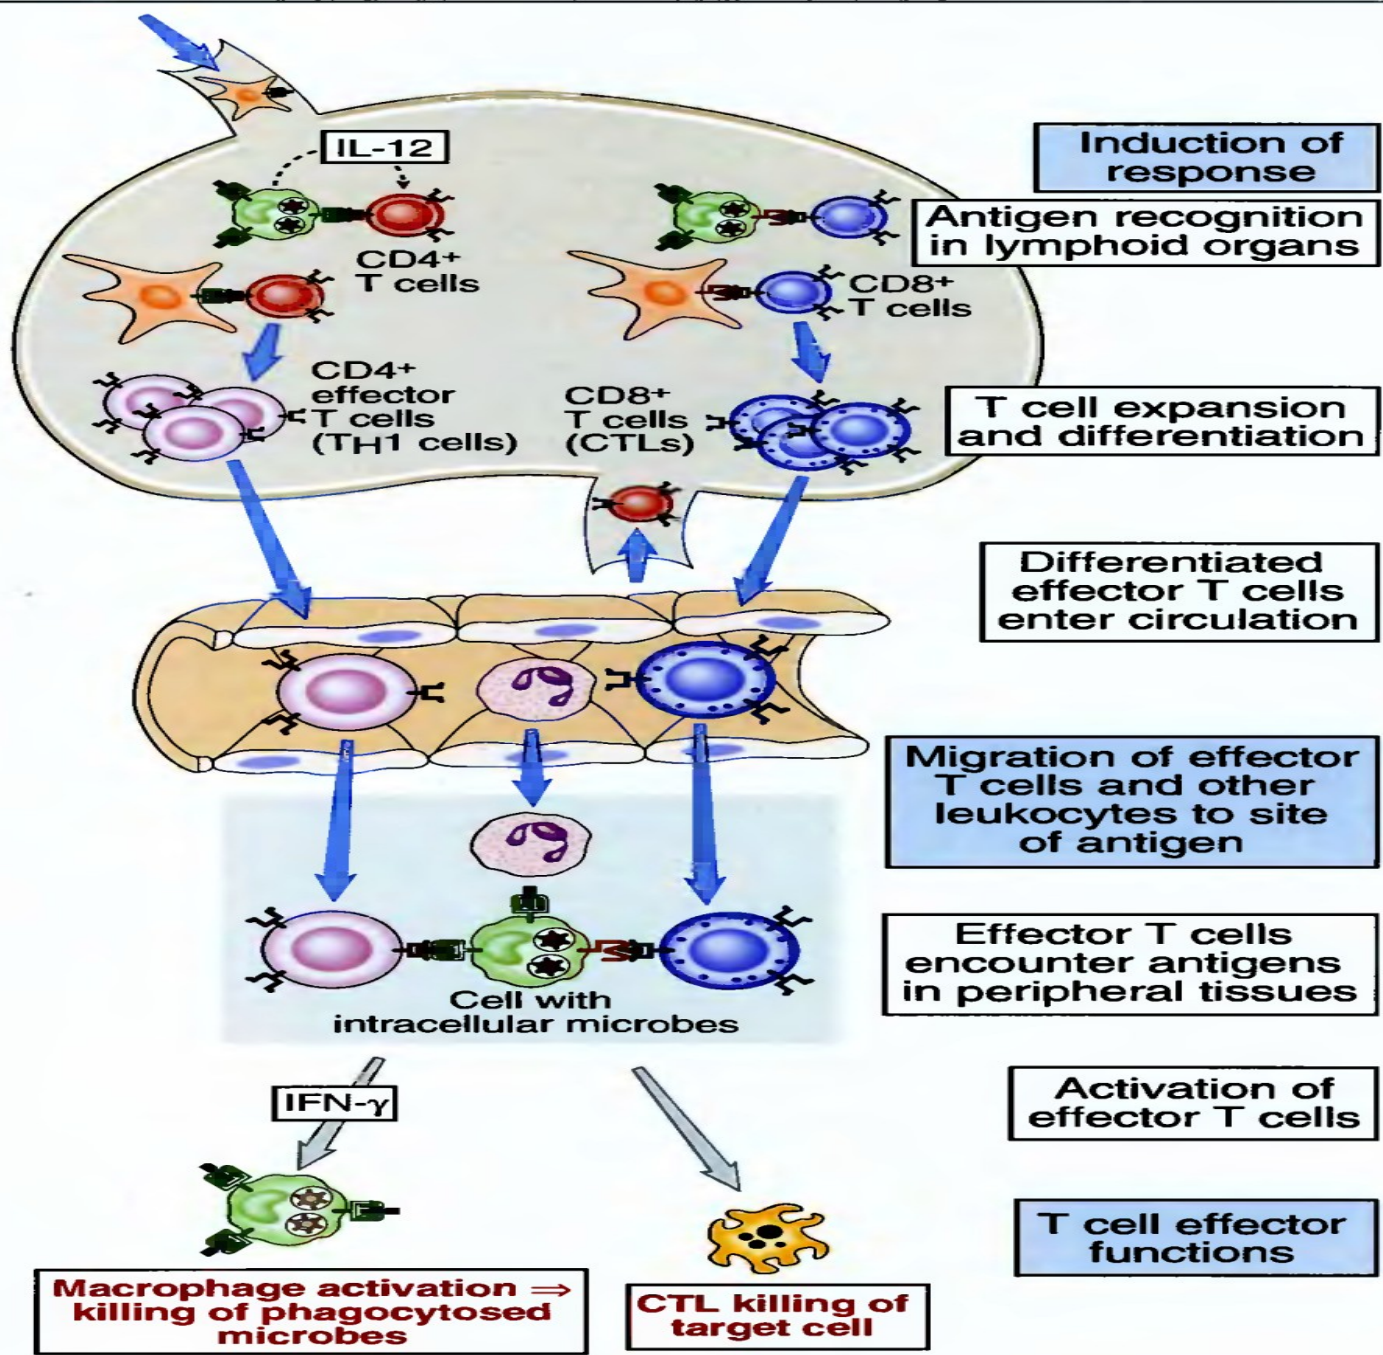 IL-12
Induction of
response
Antigen recognition
in lymphoid organs
CD4+
T cells
CD8+
T cells
CD4+
effector
T cells
(TH1 cells)
CD8+
T cells
(CTLs)
T cell expansion
and differentiation
Differentiated
effector T cells
enter circulation
Migration of effector
T cells and other
leukocytes to site
of antigen
Effector T cells
encounter antigens
in peripheral tissues
Cell with
intracellular microbes
IFN-γ
Activation of
effector T cells
T cell effector
functions
Macrophage activation ⇒
killing of phagocytosed
microbes
CTL killing of
target cell